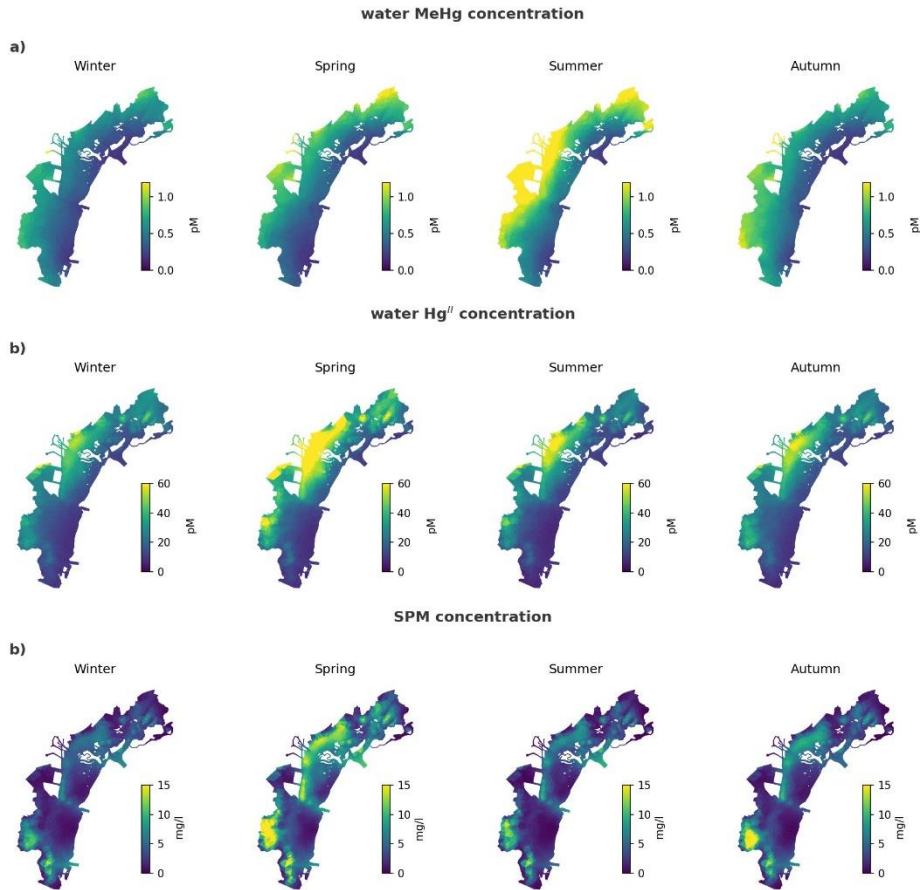 water MeHg concentration
a)
Winter Spring Summer Autumn
1.0 1.0 1.0 1.0
0.5 0.5 0.5 0.5
0.0 0.0 0.0 0.0
pM pM pM pM
water Hg^II concentration
b)
Winter Spring Summer Autumn
60 60 60 60
40 40 40 40
20 20 20 20
0 0 0 0
pM pM pM pM
SPM concentration
b)
Winter Spring Summer Autumn
15 15 15 15
10 10 10 10
5 5 5 5
0 0 0 0
mg/l mg/l mg/l mg/l